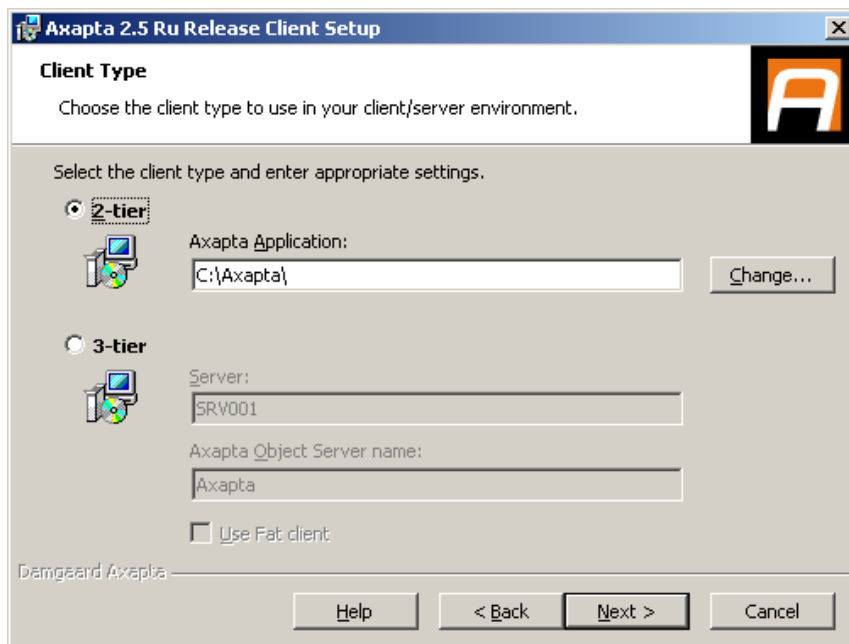 Axapta 2.5 Ru Release Client Setup
Client Type
Choose the client type to use in your client/server environment.
Select the client type and enter appropriate settings.
2-tier
Axapta Application:
C:\Axapta\
Change...
3-tier
Server:
SRV001
Axapta Object Server name:
Axapta
Use Fat client
Damgaard Axapta
Help
< Back
Next >
Cancel